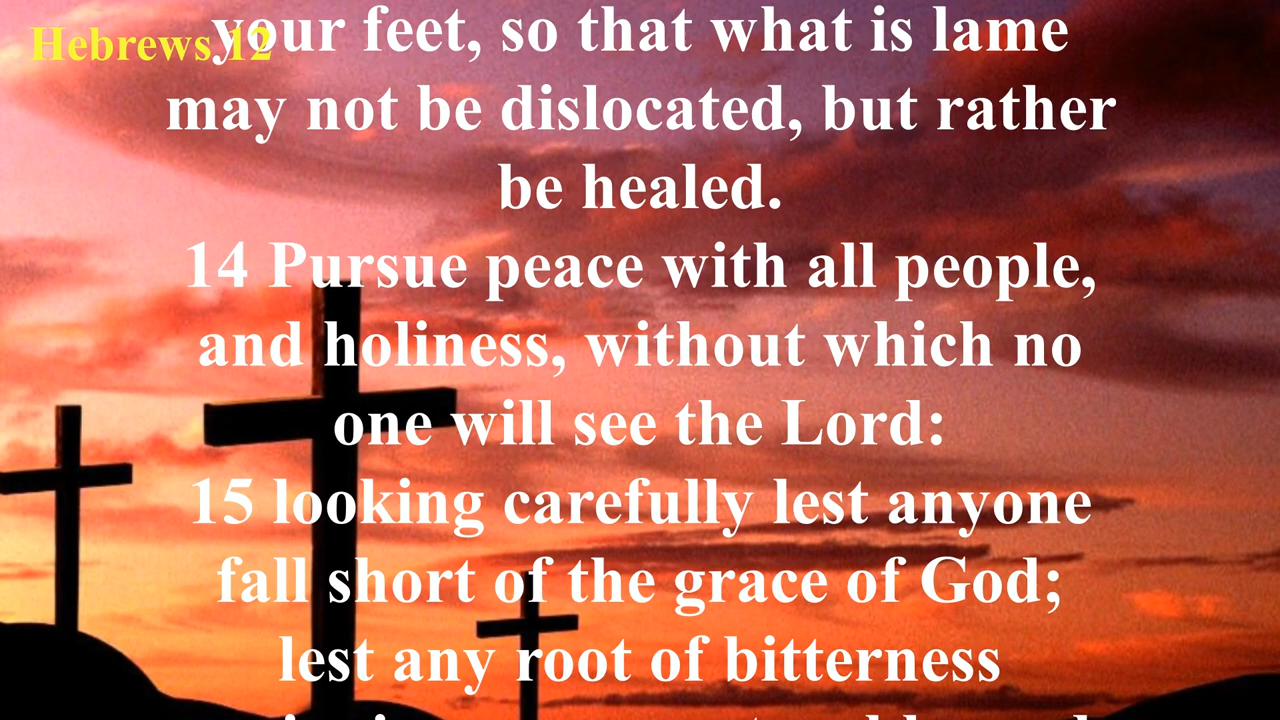 Hebrews 12
your feet, so that what is lame
may not be dislocated, but rather
be healed.
14 Pursue peace with all people,
and holiness, without which no
one will see the Lord:
15 looking carefully lest anyone
fall short of the grace of God;
lest any root of bitterness